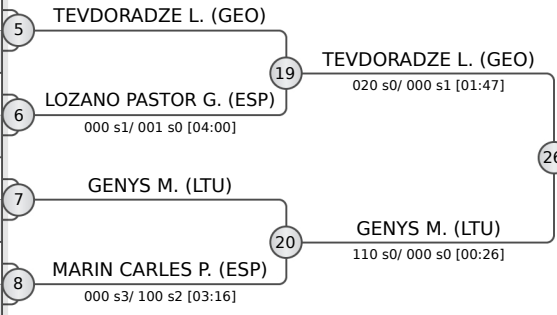 TEVDORADZE L. (GEO)
5
19
TEVDORADZE L. (GEO)
020 s0/ 000 s1 [01:47]
6
LOZANO PASTOR G. (ESP)
000 s1/ 001 s0 [04:00]
26
GENYS M. (LTU)
7
20
GENYS M. (LTU)
110 s0/ 000 s0 [00:26]
8
MARIN CARLES P. (ESP)
000 s3/ 100 s2 [03:16]